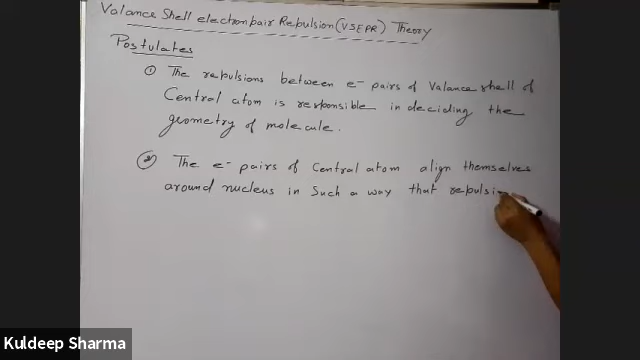 Valance Shell electron pair Repulsion (VSEPR) Theory
Postulates
① The repulsions between e- pairs of Valance shell of
Central atom is responsible in deciding the
geometry of molecule.
② The e- pairs of Central atom align themselves
around nucleus in Such a way that repulsi
Kuldeep Sharma